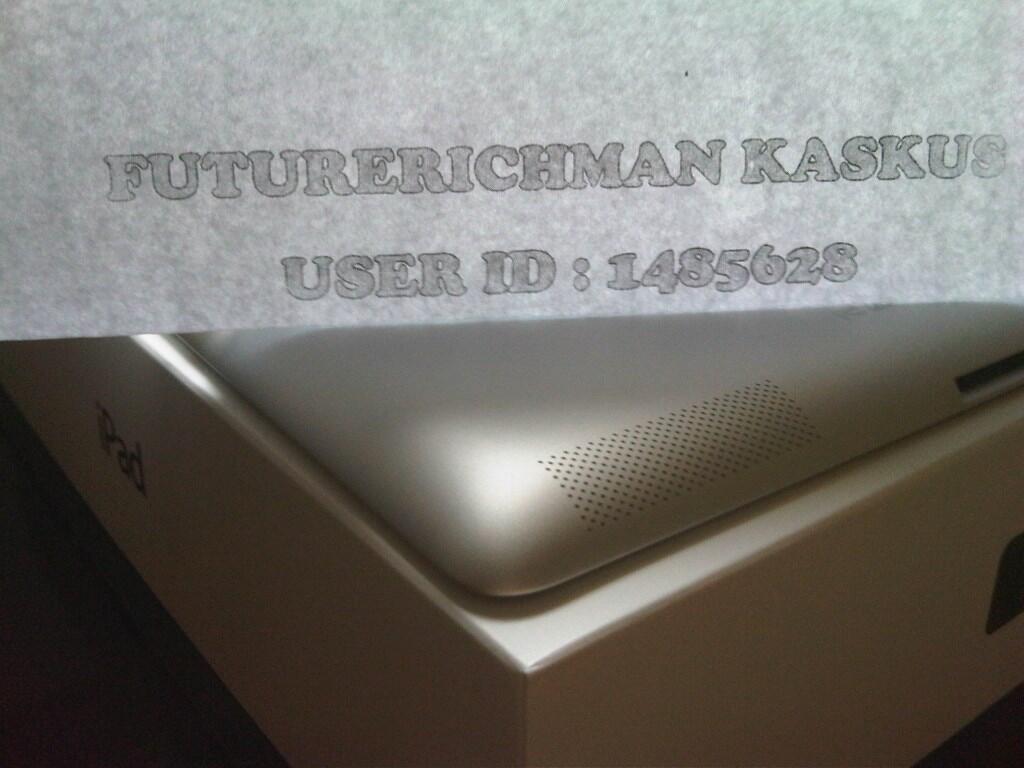 FUTURERICHMAN KASKUS
USER ID : 1485628
iPad